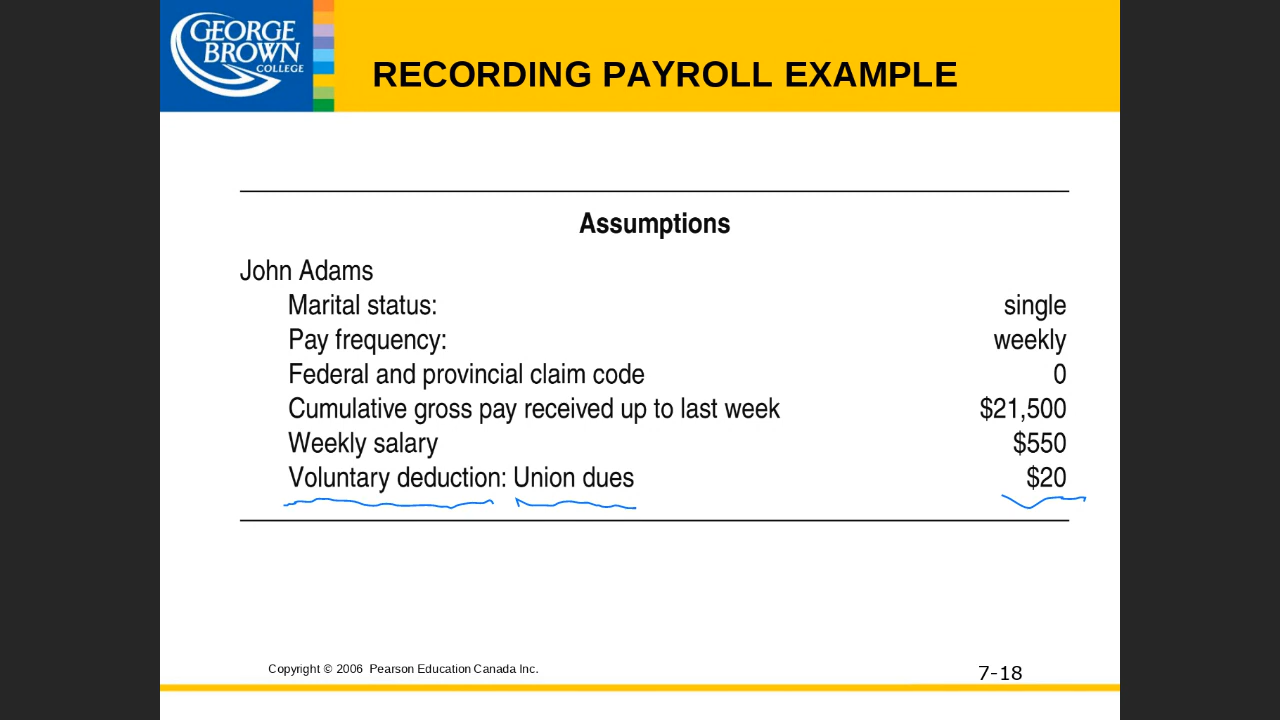 GEORGE
BROWN
COLLEGE
RECORDING PAYROLL EXAMPLE
Assumptions
John Adams
Marital status: single
Pay frequency: weekly
Federal and provincial claim code 0
Cumulative gross pay received up to last week $21,500
Weekly salary $550
Voluntary deduction: Union dues $20
Copyright © 2006 Pearson Education Canada Inc.
7-18